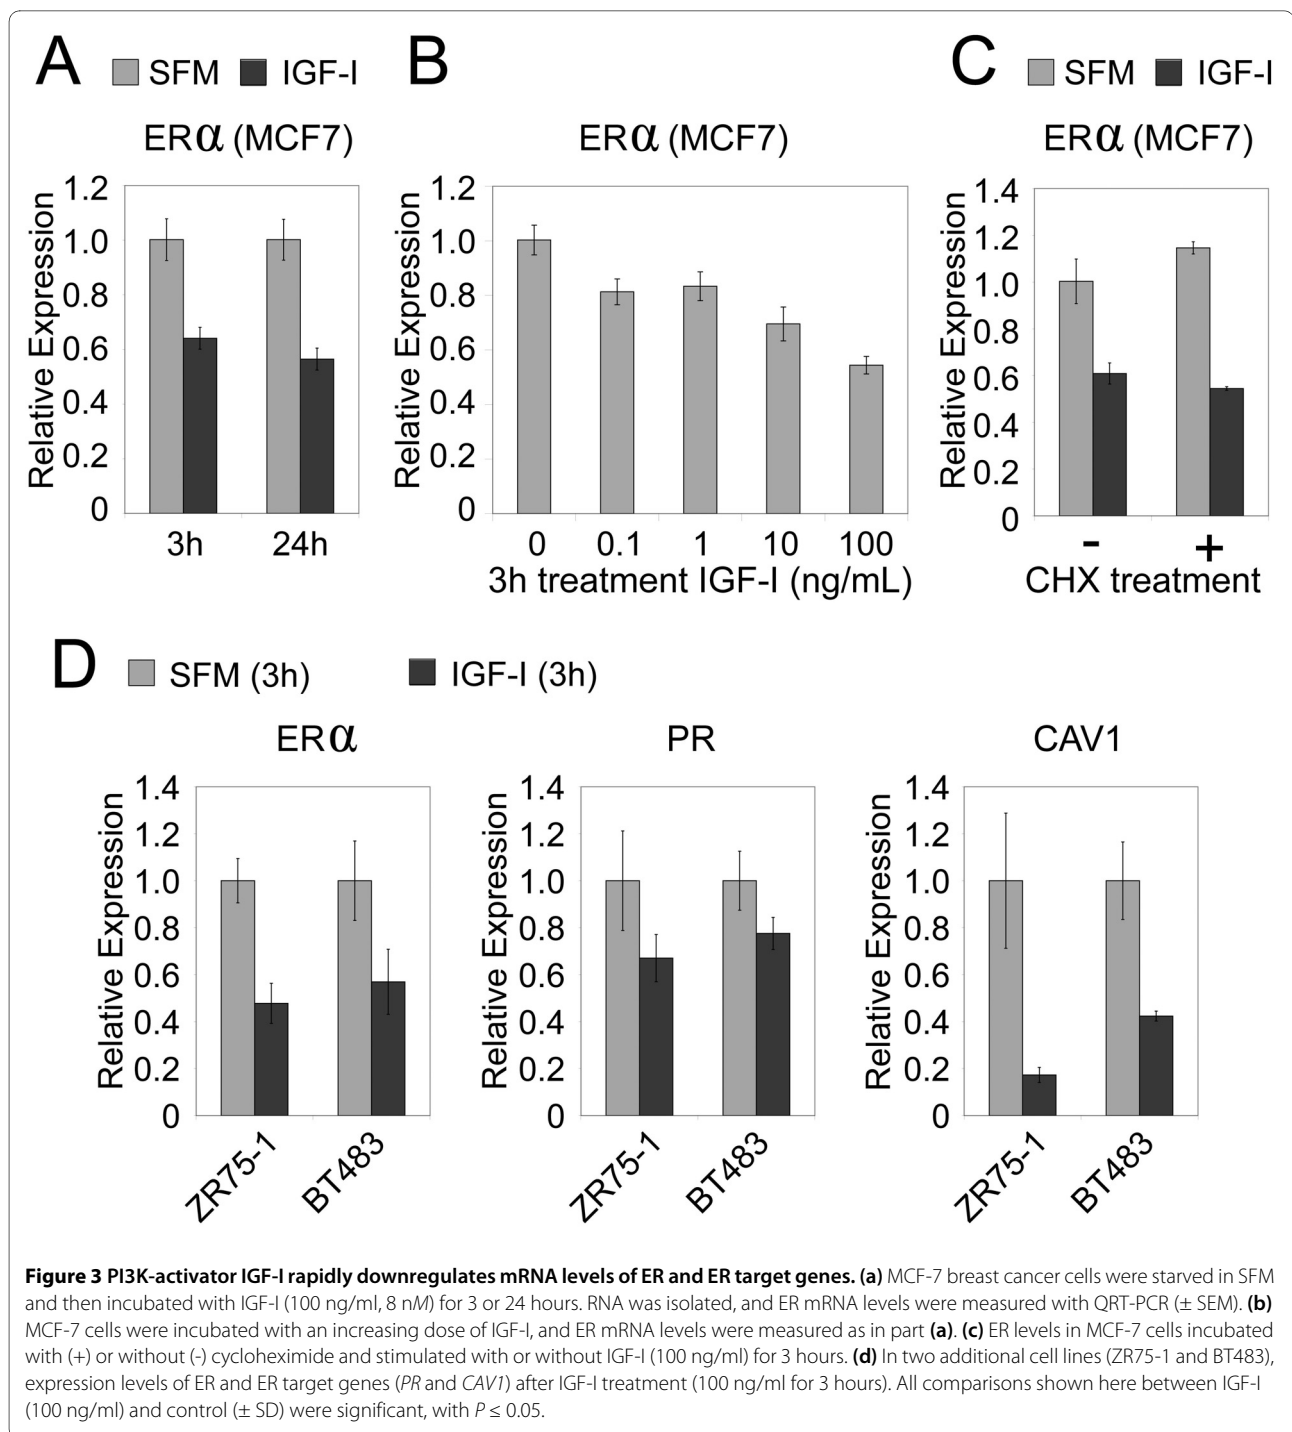 A
SFM IGF-I
ERα (MCF7)
Relative Expression
1.2
1.0
0.8
0.6
0.4
0.2
0
3h 24h
B
ERα (MCF7)
Relative Expression
1.2
1.0
0.8
0.6
0.4
0.2
0
0 0.1 1 10 100
3h treatment IGF-I (ng/mL)
C
SFM IGF-I
ERα (MCF7)
Relative Expression
1.4
1.2
1.0
0.8
0.6
0.4
0.2
0
- +
CHX treatment
D
SFM (3h) IGF-I (3h)
ERα
Relative Expression
1.4
1.2
1.0
0.8
0.6
0.4
0.2
0
ZR75-1 BT483
PR
Relative Expression
1.4
1.2
1.0
0.8
0.6
0.4
0.2
0
ZR75-1 BT483
CAV1
Relative Expression
1.4
1.2
1.0
0.8
0.6
0.4
0.2
0
ZR75-1 BT483
Figure 3 PI3K-activator IGF-I rapidly downregulates mRNA levels of ER and ER target genes. (a) MCF-7 breast cancer cells were starved in SFM
and then incubated with IGF-I (100 ng/ml, 8 nM) for 3 or 24 hours. RNA was isolated, and ER mRNA levels were measured with QRT-PCR (± SEM). (b)
MCF-7 cells were incubated with an increasing dose of IGF-I, and ER mRNA levels were measured as in part (a). (c) ER levels in MCF-7 cells incubated
with (+) or without (-) cycloheximide and stimulated with or without IGF-I (100 ng/ml) for 3 hours. (d) In two additional cell lines (ZR75-1 and BT483),
expression levels of ER and ER target genes (PR and CAV1) after IGF-I treatment (100 ng/ml for 3 hours). All comparisons shown here between IGF-I
(100 ng/ml) and control (± SD) were significant, with P ≤ 0.05.